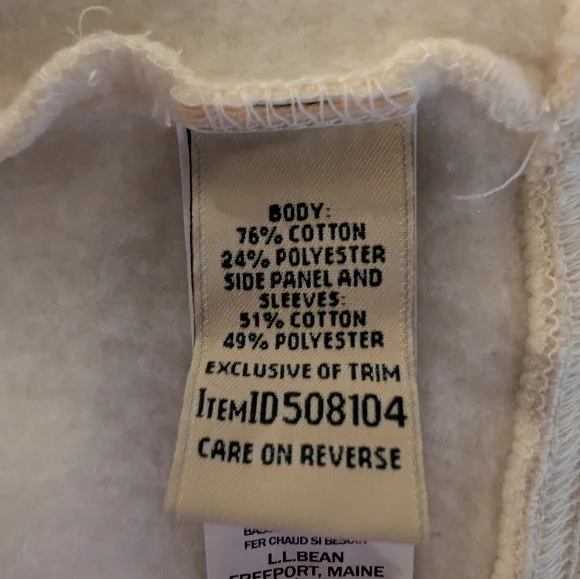 BODY:
76% COTTON
24% POLYESTER
SIDE PANEL AND
SLEEVES:
51% COTTON
49% POLYESTER
EXCLUSIVE OF TRIM
ITEMID508104
CARE ON REVERSE
FER CHAUD SI BESOIN
L.L.BEAN
FREEPORT, MAINE